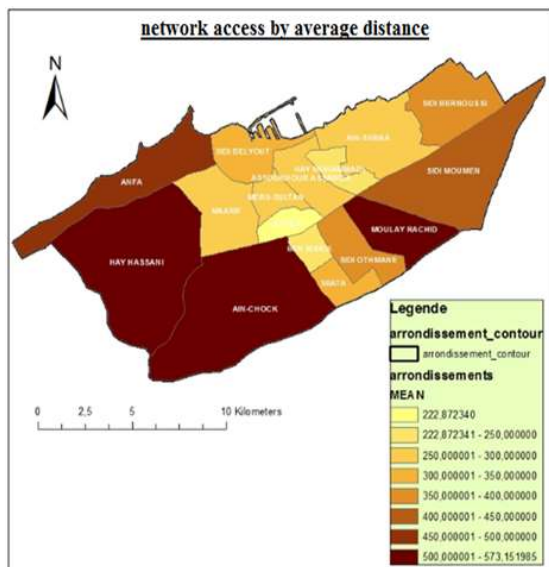 network access by average distance
N
SIDI BERNOUSSI
AIN-SEBAA
SIDI BELYOUT
HAY MOHAMMADI
ANFA
SIDI MOUMEN
MERS-SULTAN
MAARIF
MOULAY RACHID
HAY HASSANI
SIDI OTHMANE
SBATA
AIN-CHOCK
Legende
arrondissement_contour
arrondissement_contour
arrondissements
MEAN
222,872340
222,872341 - 250,000000
250,000001 - 300,000000
300,000001 - 350,000000
350,000001 - 400,000000
400,000001 - 450,000000
450,000001 - 500,000000
500,000001 - 573,151985
0 2,5 5 10 Kilometers